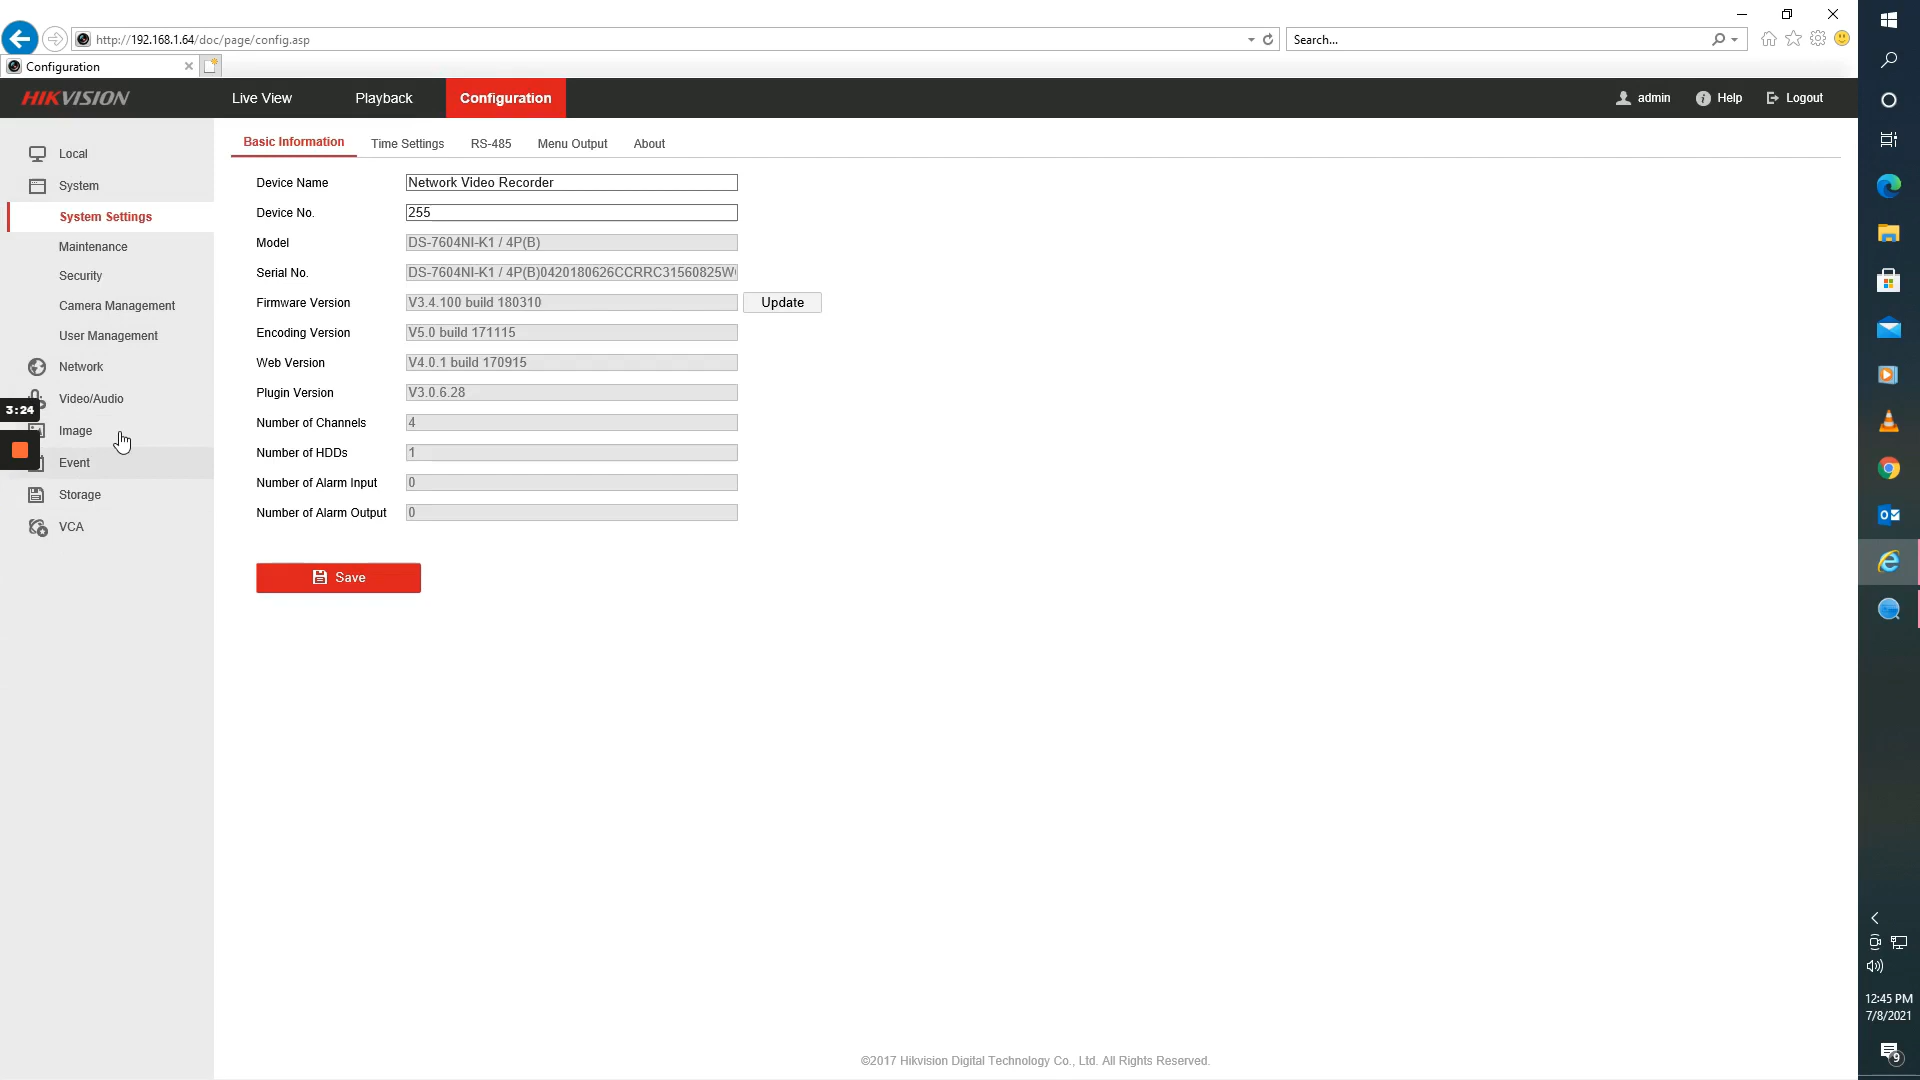 http://192.168.1.64/doc/page/config.asp
Search...
Configuration
HIKVISION
Live View
Playback
Configuration
admin
Help
Logout
Local
System
System Settings
Maintenance
Security
Camera Management
User Management
Network
Video/Audio
3:24
Image
Event
Storage
VCA
Basic Information
Time Settings
RS-485
Menu Output
About
Device Name
Network Video Recorder
Device No.
255
Model
DS-7604NI-K1 / 4P(B)
Serial No.
DS-7604NI-K1 / 4P(B)0420180626CCRRC31560825W
Firmware Version
V3.4.100 build 180310
Update
Encoding Version
V5.0 build 171115
Web Version
V4.0.1 build 170915
Plugin Version
V3.0.6.28
Number of Channels
4
Number of HDDs
1
Number of Alarm Input
0
Number of Alarm Output
0
Save
©2017 Hikvision Digital Technology Co., Ltd. All Rights Reserved.
12:45 PM
7/8/2021
9